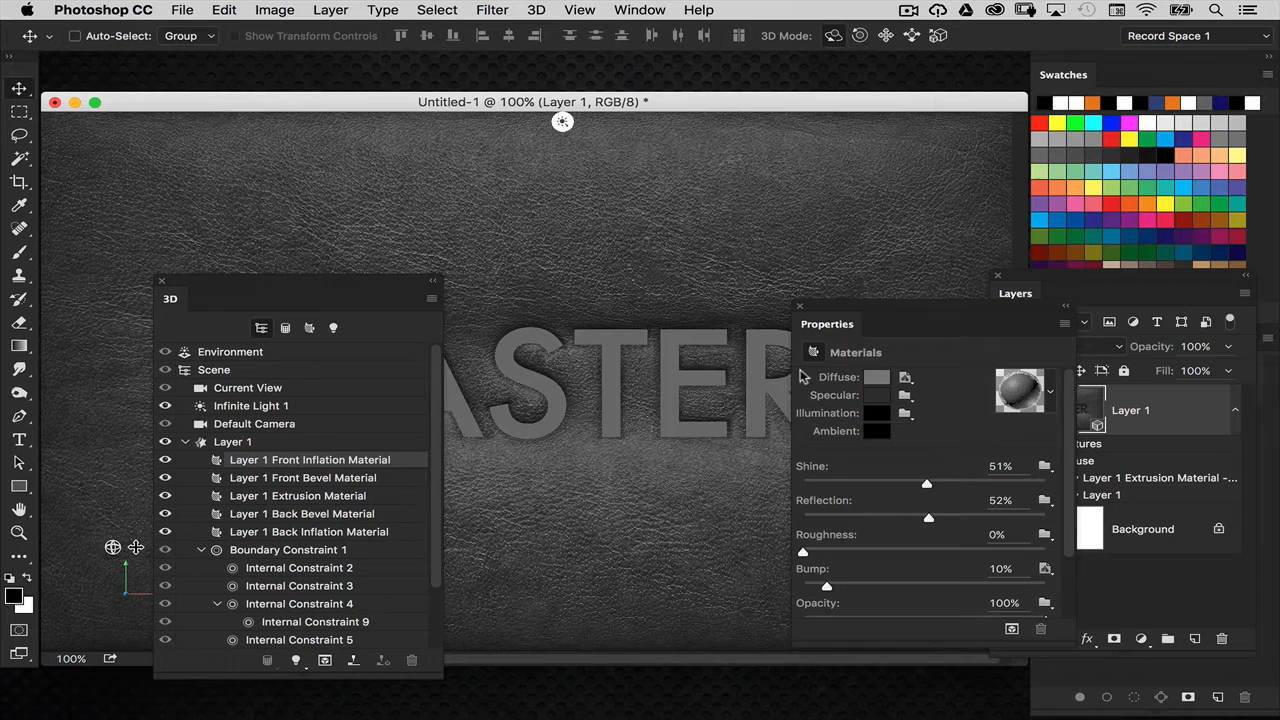 Photoshop CC File Edit Image Layer Type Select Filter 3D View Window Help
Auto-Select: Group Show Transform Controls 3D Mode: Record Space 1
Untitled-1 @ 100% (Layer 1, RGB/8) *
Swatches
ASTER
3D
Environment
Scene
Current View
Infinite Light 1
Default Camera
Layer 1
Layer 1 Front Inflation Material
Layer 1 Front Bevel Material
Layer 1 Extrusion Material
Layer 1 Back Bevel Material
Layer 1 Back Inflation Material
Boundary Constraint 1
Internal Constraint 2
Internal Constraint 3
Internal Constraint 4
Internal Constraint 9
Internal Constraint 5
Properties
Materials
Diffuse:
Specular:
Illumination:
Ambient:
Shine: 51%
Reflection: 52%
Roughness: 0%
Bump: 10%
Opacity: 100%
Layers
Opacity: 100%
Fill: 100%
Layer 1
tures
use
Layer 1 Extrusion Material -...
Layer 1
Background
fx
100%